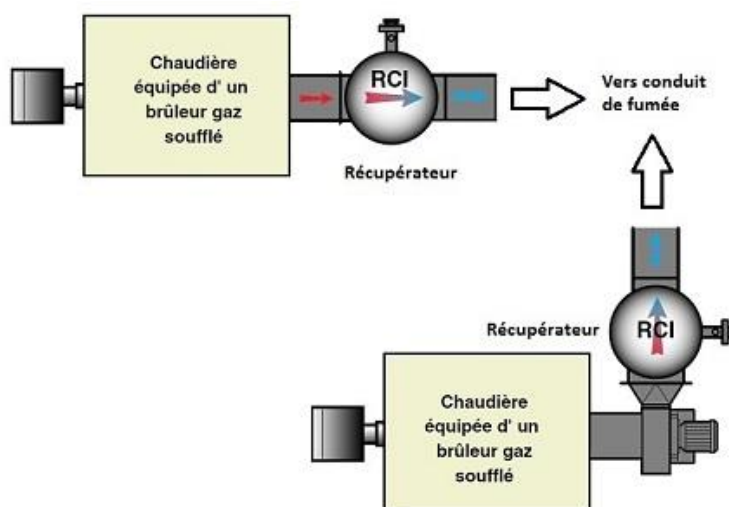 Chaudière
équipée d' un
brûleur gaz
soufflé
RCI
Récupérateur
Vers conduit
de fumée
Récupérateur
RCI
Chaudière
équipée d' un
brûleur gaz
soufflé